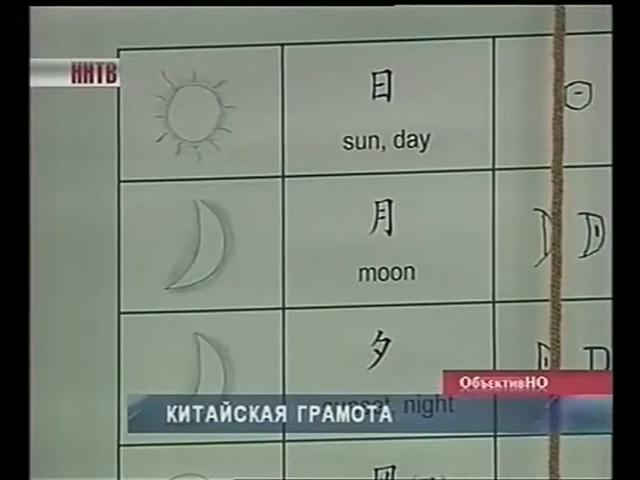 ННТВ
日
sun, day
月
moon
夕
night
ОбъективНО
КИТАЙСКАЯ ГРАМОТА